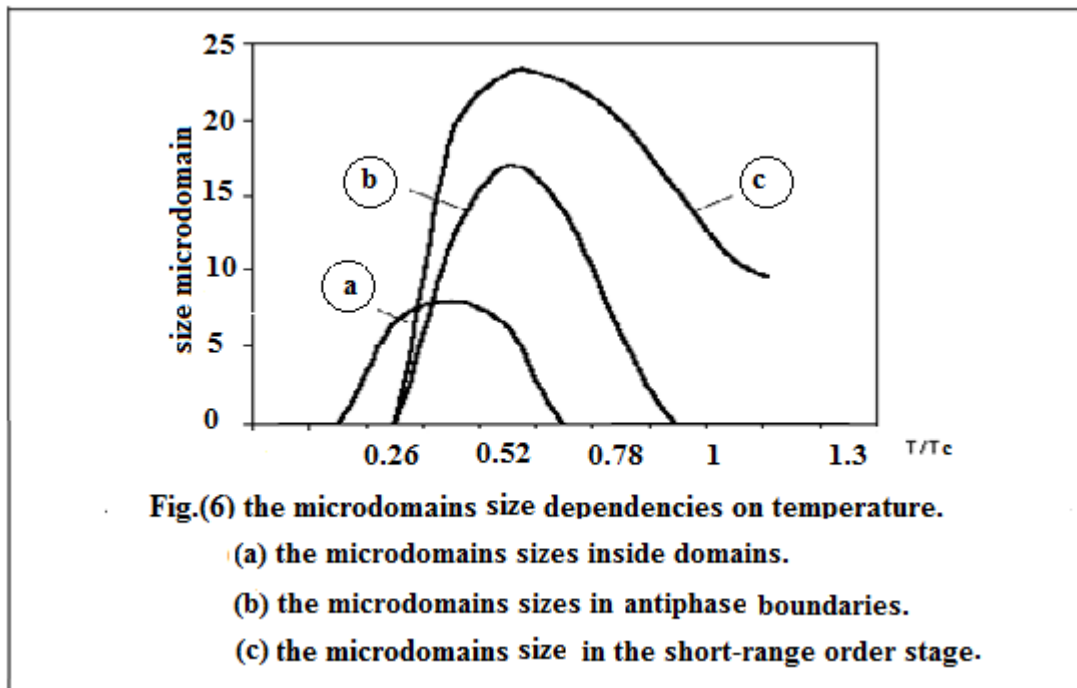 25
20
15
10
5
0
size microdomain
a
b
c
0.26 0.52 0.78 1 1.3 T/Tc
Fig.(6) the microdomains size dependencies on temperature.
(a) the microdomains sizes inside domains.
(b) the microdomains sizes in antiphase boundaries.
(c) the microdomains size in the short-range order stage.